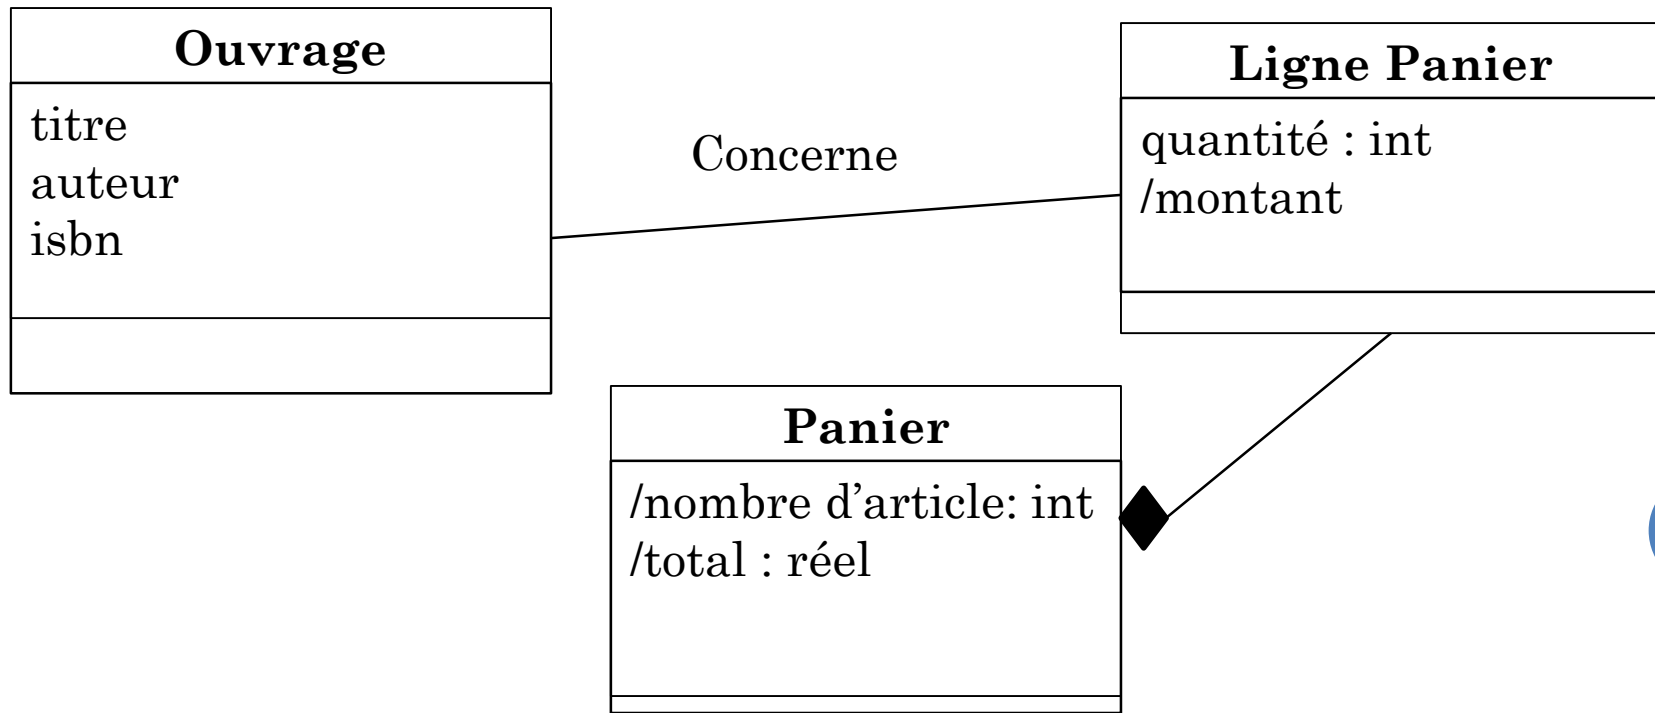 Ouvrage
titre
auteur
isbn
Concerne
Ligne Panier
quantité : int
/montant
Panier
/nombre d’article: int
/total : réel